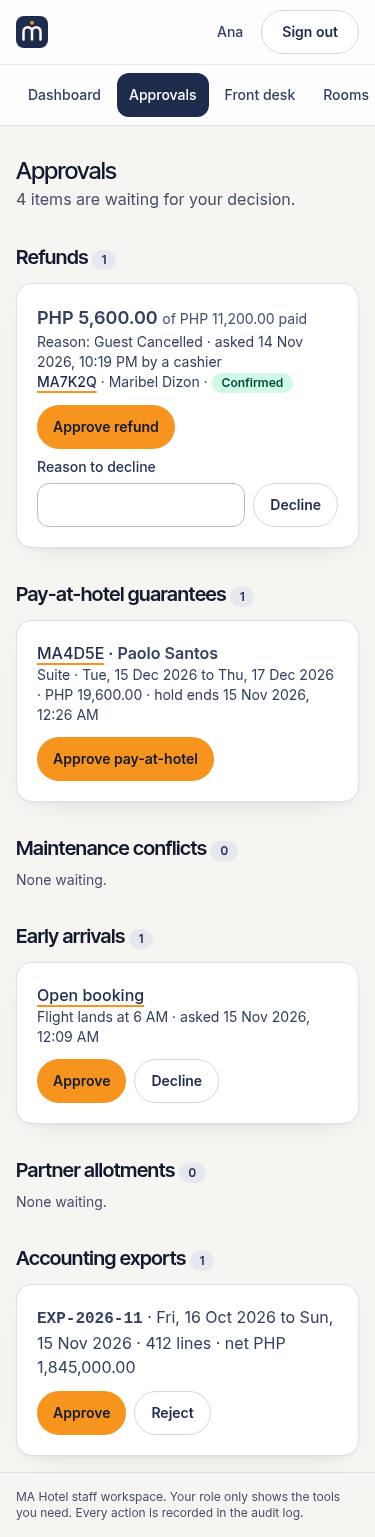 m
Ana
Sign out
Dashboard
Approvals
Front desk
Rooms
Approvals
4 items are waiting for your decision.
Refunds 1
PHP 5,600.00 of PHP 11,200.00 paid
Reason: Guest Cancelled · asked 14 Nov
2026, 10:19 PM by a cashier
MA7K2Q · Maribel Dizon · Confirmed
Approve refund
Reason to decline
Decline
Pay-at-hotel guarantees 1
MA4D5E · Paolo Santos
Suite · Tue, 15 Dec 2026 to Thu, 17 Dec 2026
· PHP 19,600.00 · hold ends 15 Nov 2026,
12:26 AM
Approve pay-at-hotel
Maintenance conflicts 0
None waiting.
Early arrivals 1
Open booking
Flight lands at 6 AM · asked 15 Nov 2026,
12:09 AM
Approve
Decline
Partner allotments 0
None waiting.
Accounting exports 1
EXP-2026-11 · Fri, 16 Oct 2026 to Sun,
15 Nov 2026 · 412 lines · net PHP
1,845,000.00
Approve
Reject
MA Hotel staff workspace. Your role only shows the tools
you need. Every action is recorded in the audit log.